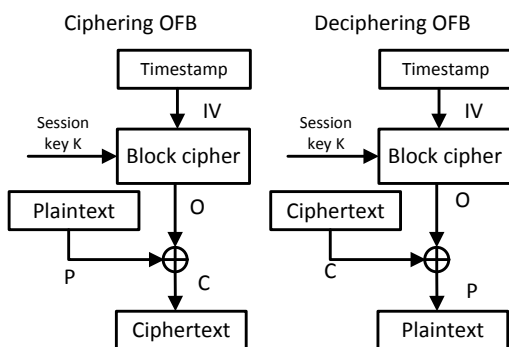 Ciphering OFB
Timestamp
IV
Session
key K
Block cipher
Plaintext
O
P
C
Ciphertext
Deciphering OFB
Timestamp
IV
Session
key K
Block cipher
Ciphertext
O
C
P
Plaintext